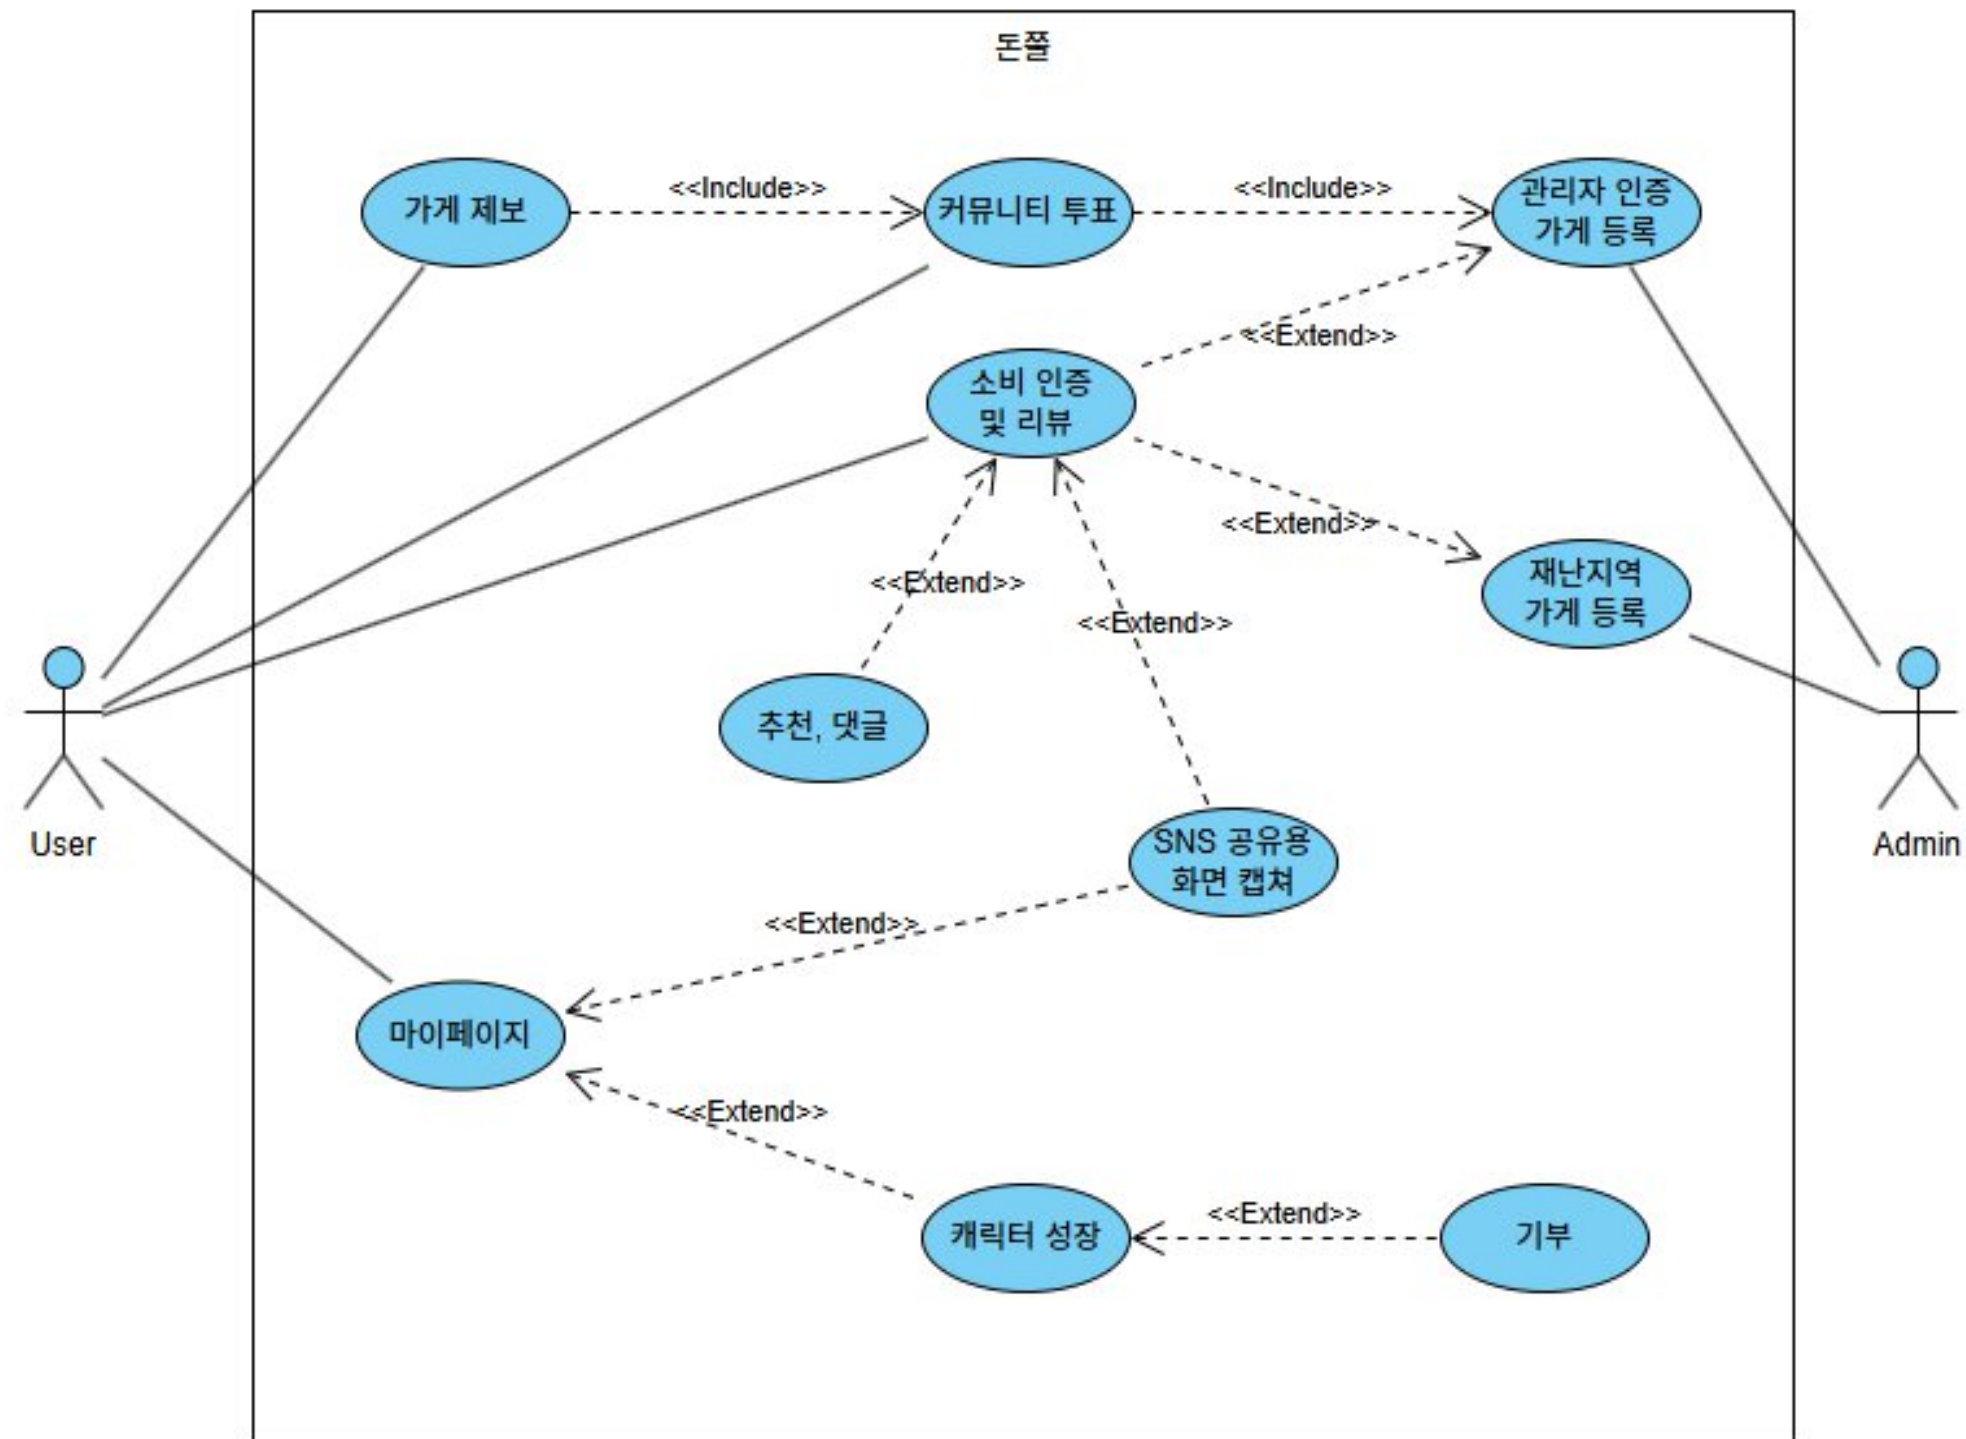 돈쭐
<<Include>>
<<Include>>
가게 제보
커뮤니티 투표
관리자 인증
가게 등록
<<Extend>>
소비 인증
및 리뷰
<<Extend>>
재난지역
가게 등록
<<Extend>>
<<Extend>>
추천, 댓글
User
Admin
SNS 공유용
화면 캡쳐
<<Extend>>
마이페이지
<<Extend>>
캐릭터 성장
<<Extend>>
기부